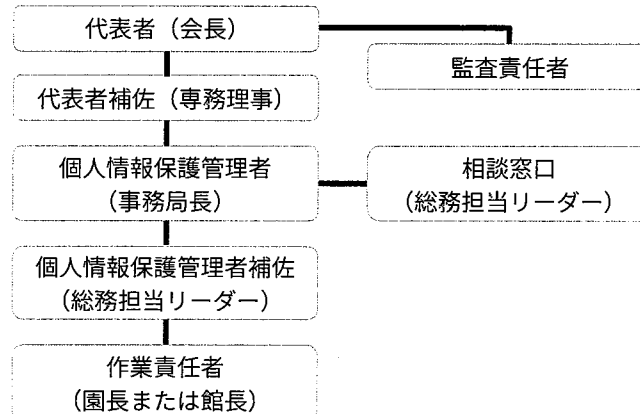 代表者（会長）
監査責任者
代表者補佐（専務理事）
個人情報保護管理者
（事務局長）
相談窓口
（総務担当リーダー）
個人情報保護管理者補佐
（総務担当リーダー）
作業責任者
（園長または館長）